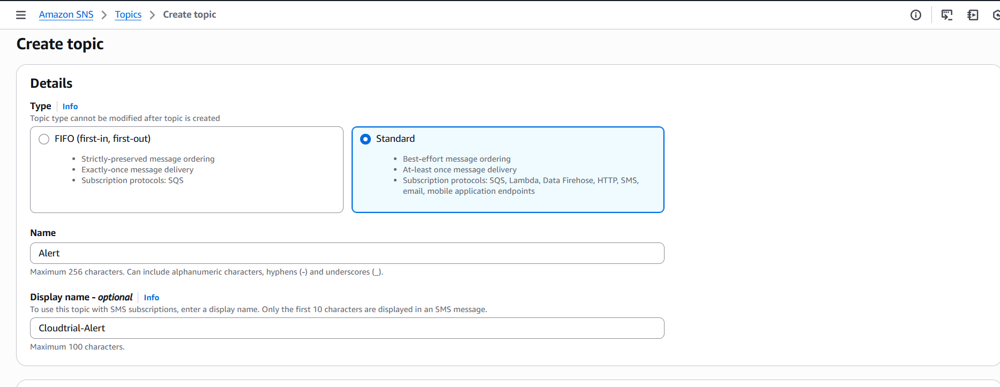 Amazon SNS > Topics > Create topic
Create topic
Details
Type Info
Topic type cannot be modified after topic is created
FIFO (first-in, first-out)
• Strictly-preserved message ordering
• Exactly-once message delivery
• Subscription protocols: SQS
Standard
• Best-effort message ordering
• At-least once message delivery
• Subscription protocols: SQS, Lambda, Data Firehose, HTTP, SMS,
email, mobile application endpoints
Name
Alert
Maximum 256 characters. Can include alphanumeric characters, hyphens (-) and underscores (_).
Display name - optional Info
To use this topic with SMS subscriptions, enter a display name. Only the first 10 characters are displayed in an SMS message.
Cloudtrial-Alert
Maximum 100 characters.